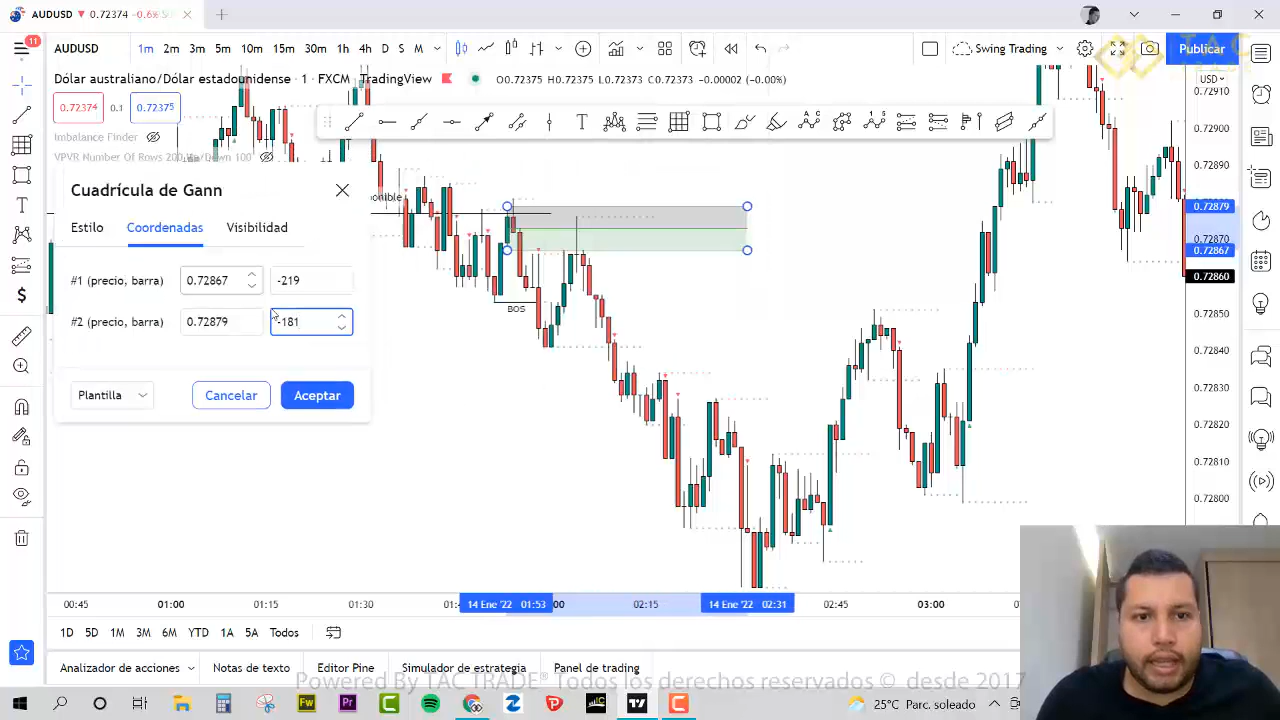 AUDUSD ▼ 0.72374 −0.6%
AUDUSD 1m 2m 3m 5m 10m 15m 30m 1h 4h D S M Swing Trading Publicar
11
Dólar australiano/Dólar estadounidense · 1 · FXCM · TradingView 0.72375 H0.72375 L0.72373 C0.72373 −0.00002 (−0.00%)
USD
0.72374 0.1 0.72375
Imbalance Finder
VPVR Number Of Rows 200
Cuadrícula de Gann
Estilo Coordenadas Visibilidad
#1 (precio, barra) 0.72867 -219
#2 (precio, barra) 0.72879 -181
Plantilla Cancelar Aceptar
ponible
BOS
0.72910
0.72900
0.72890
0.72879
0.72870
0.72867
0.72860
0.72850
0.72840
0.72830
0.72820
0.72810
0.72800
00:45 01:00 01:15 01:30 14 Ene '22 01:53 02:15 14 Ene '22 02:31 02:45 03:00
1D 5D 1M 3M 6M YTD 1A 5A Todos
Analizador de acciones Notas de texto Editor Pine Simulador de estrategia Panel de trading
Powered By TAC TRADE® Todos los derechos reservados © desde 2017
25°C Parc. soleado